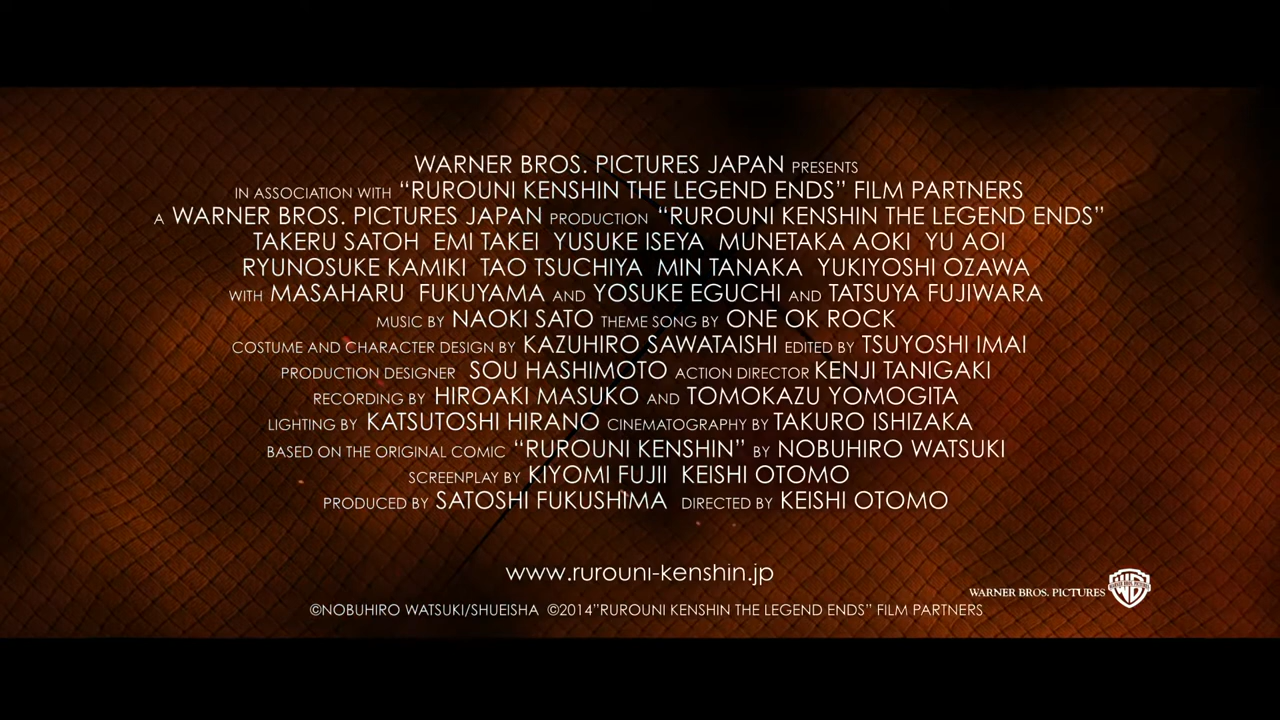 WARNER BROS. PICTURES JAPAN PRESENTS
IN ASSOCIATION WITH “RUROUNI KENSHIN THE LEGEND ENDS” FILM PARTNERS
A WARNER BROS. PICTURES JAPAN PRODUCTION “RUROUNI KENSHIN THE LEGEND ENDS”
TAKERU SATOH EMI TAKEI YUSUKE ISEYA MUNETAKA AOKI YU AOI
RYUNOSUKE KAMIKI TAO TSUCHIYA MIN TANAKA YUKIYOSHI OZAWA
WITH MASAHARU FUKUYAMA AND YOSUKE EGUCHI AND TATSUYA FUJIWARA
MUSIC BY NAOKI SATO THEME SONG BY ONE OK ROCK
COSTUME AND CHARACTER DESIGN BY KAZUHIRO SAWATAISHI EDITED BY TSUYOSHI IMAI
PRODUCTION DESIGNER SOU HASHIMOTO ACTION DIRECTOR KENJI TANIGAKI
RECORDING BY HIROAKI MASUKO AND TOMOKAZU YOMOGITA
LIGHTING BY KATSUTOSHI HIRANO CINEMATOGRAPHY BY TAKURO ISHIZAKA
BASED ON THE ORIGINAL COMIC “RUROUNI KENSHIN” BY NOBUHIRO WATSUKI
SCREENPLAY BY KIYOMI FUJII KEISHI OTOMO
PRODUCED BY SATOSHI FUKUSHIMA DIRECTED BY KEISHI OTOMO
www.rurouni-kenshin.jp
WARNER BROS. PICTURES
©NOBUHIRO WATSUKI/SHUEISHA ©2014”RUROUNI KENSHIN THE LEGEND ENDS” FILM PARTNERS